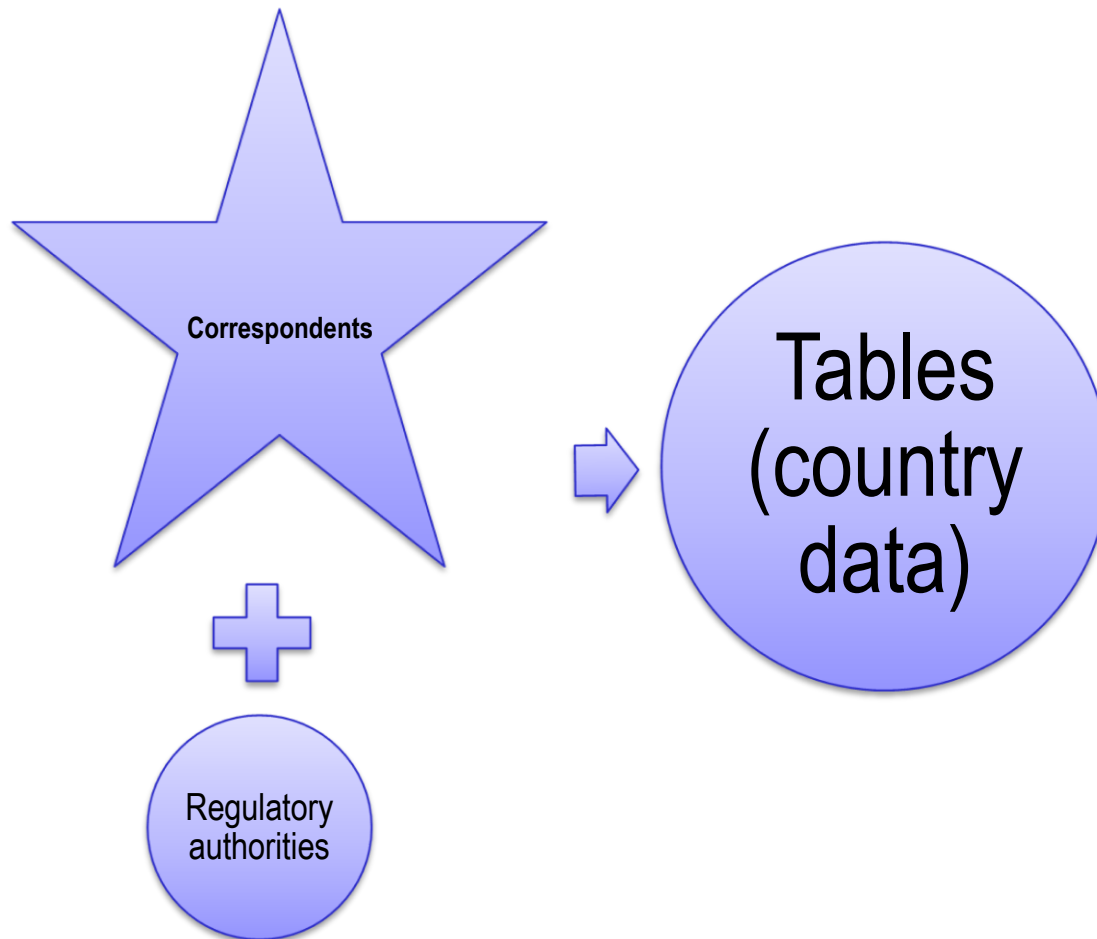 Correspondents
Tables
(country
data)
Regulatory
authorities